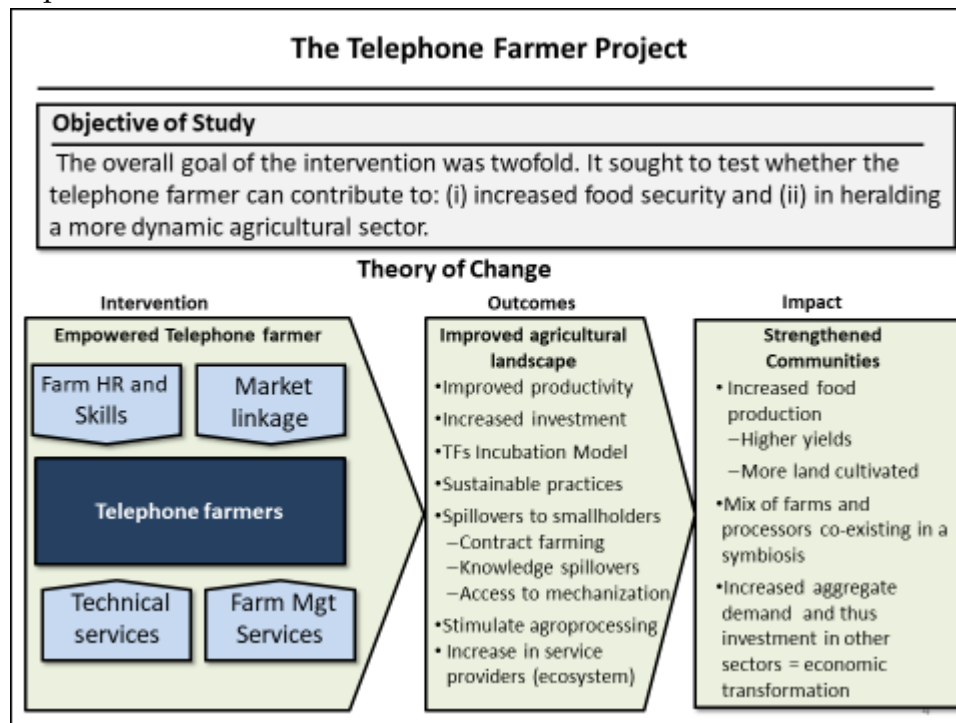 The Telephone Farmer Project
Objective of Study
The overall goal of the intervention was twofold. It sought to test whether the
telephone farmer can contribute to: (i) increased food security and (ii) in heralding
a more dynamic agricultural sector.
Theory of Change
Intervention
Empowered Telephone farmer
Farm HR and
Skills
Market
linkage
Telephone farmers
Technical
services
Farm Mgt
Services
Outcomes
Improved agricultural
landscape
•Improved productivity
•Increased investment
•TFs Incubation Model
•Sustainable practices
•Spillovers to smallholders
–Contract farming
–Knowledge spillovers
–Access to mechanization
•Stimulate agroprocessing
• Increase in service
providers (ecosystem)
Impact
Strengthened
Communities
• Increased food
production
–Higher yields
–More land cultivated
•Mix of farms and
processors co-existing in a
symbiosis
•Increased aggregate
demand and thus
investment in other
sectors = economic
transformation